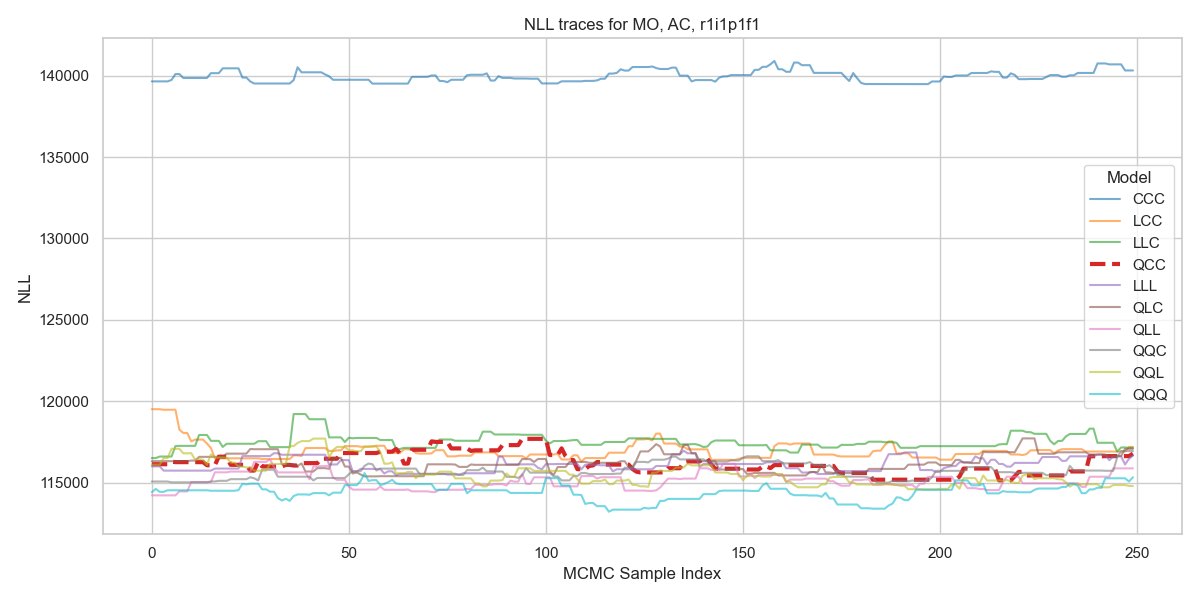 NLL traces for MO, AC, r1i1p1f1
140000
135000
130000
125000
120000
115000
NLL
0
50
100
150
200
250
MCMC Sample Index
Model
CCC
LCC
LLC
QCC
LLL
QLC
QLL
QQC
QQL
QQQ